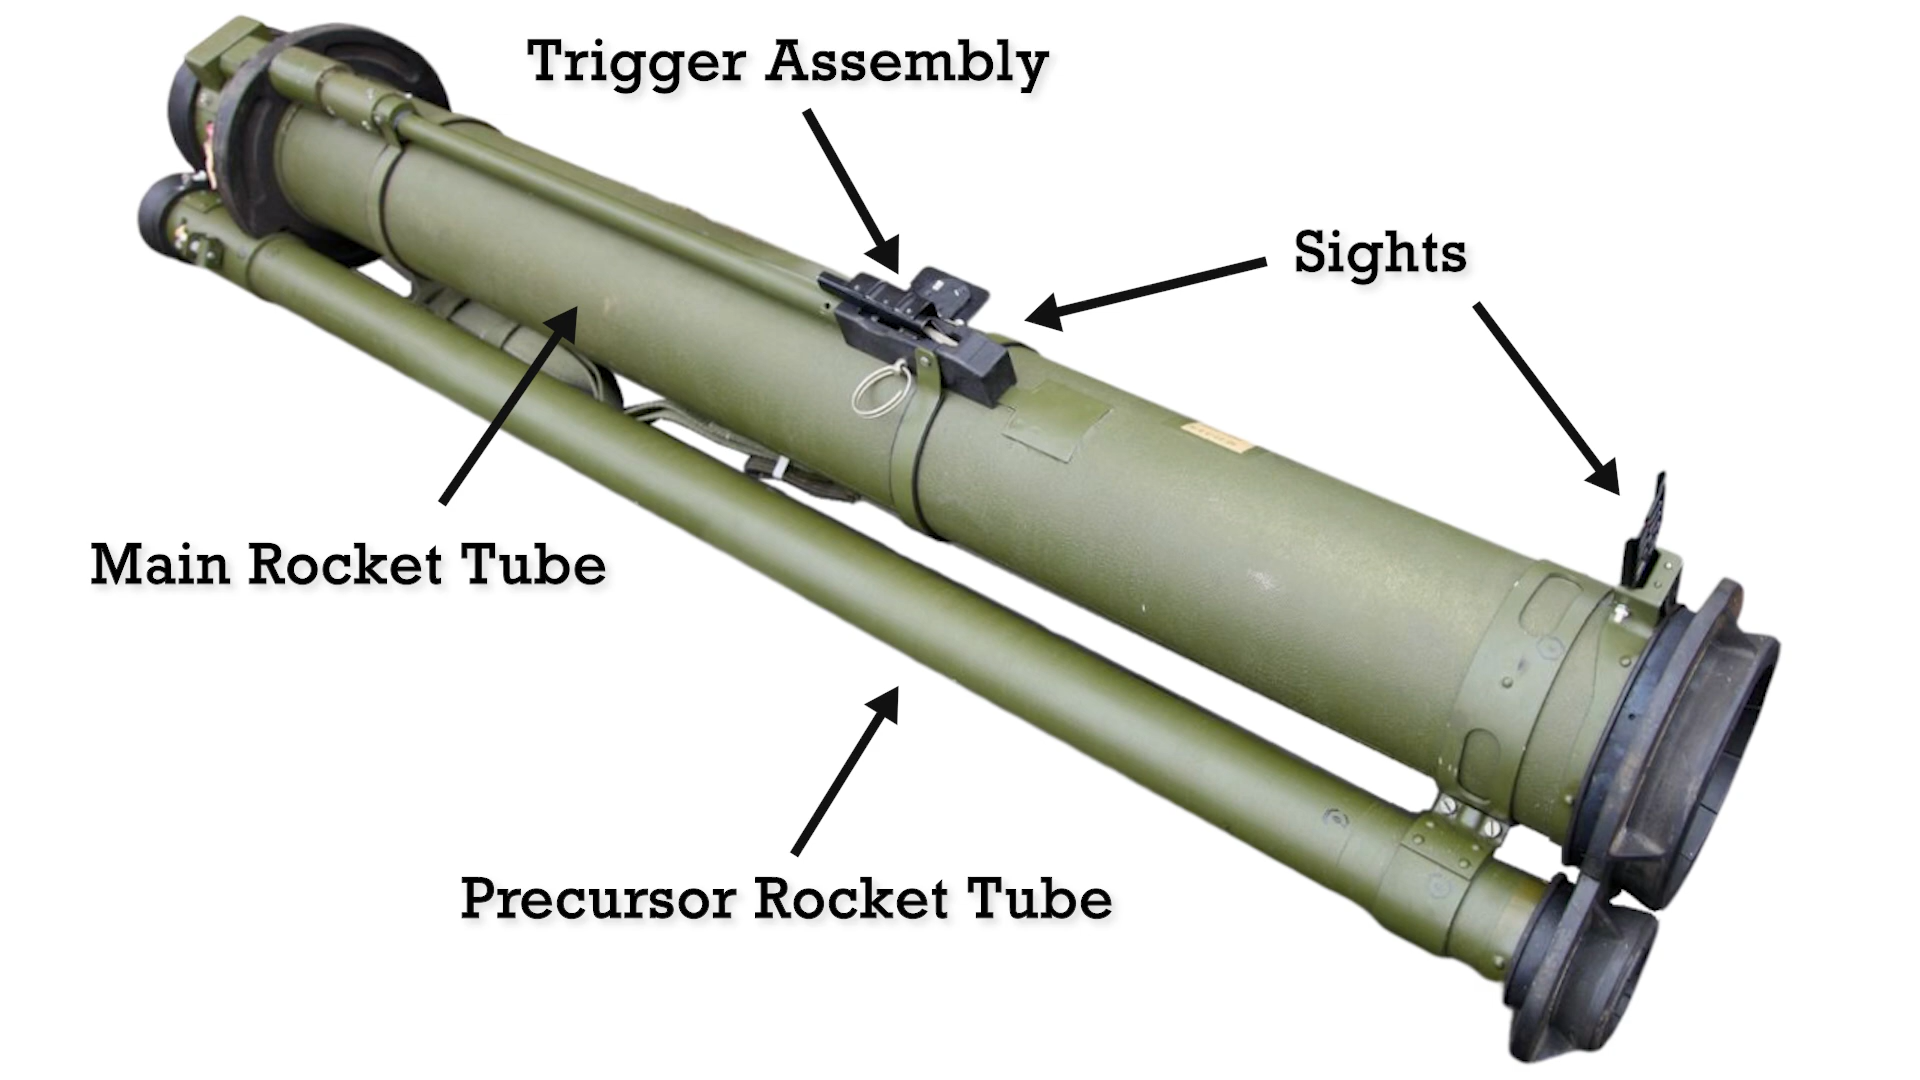 Trigger Assembly
Sights
Main Rocket Tube
Precursor Rocket Tube